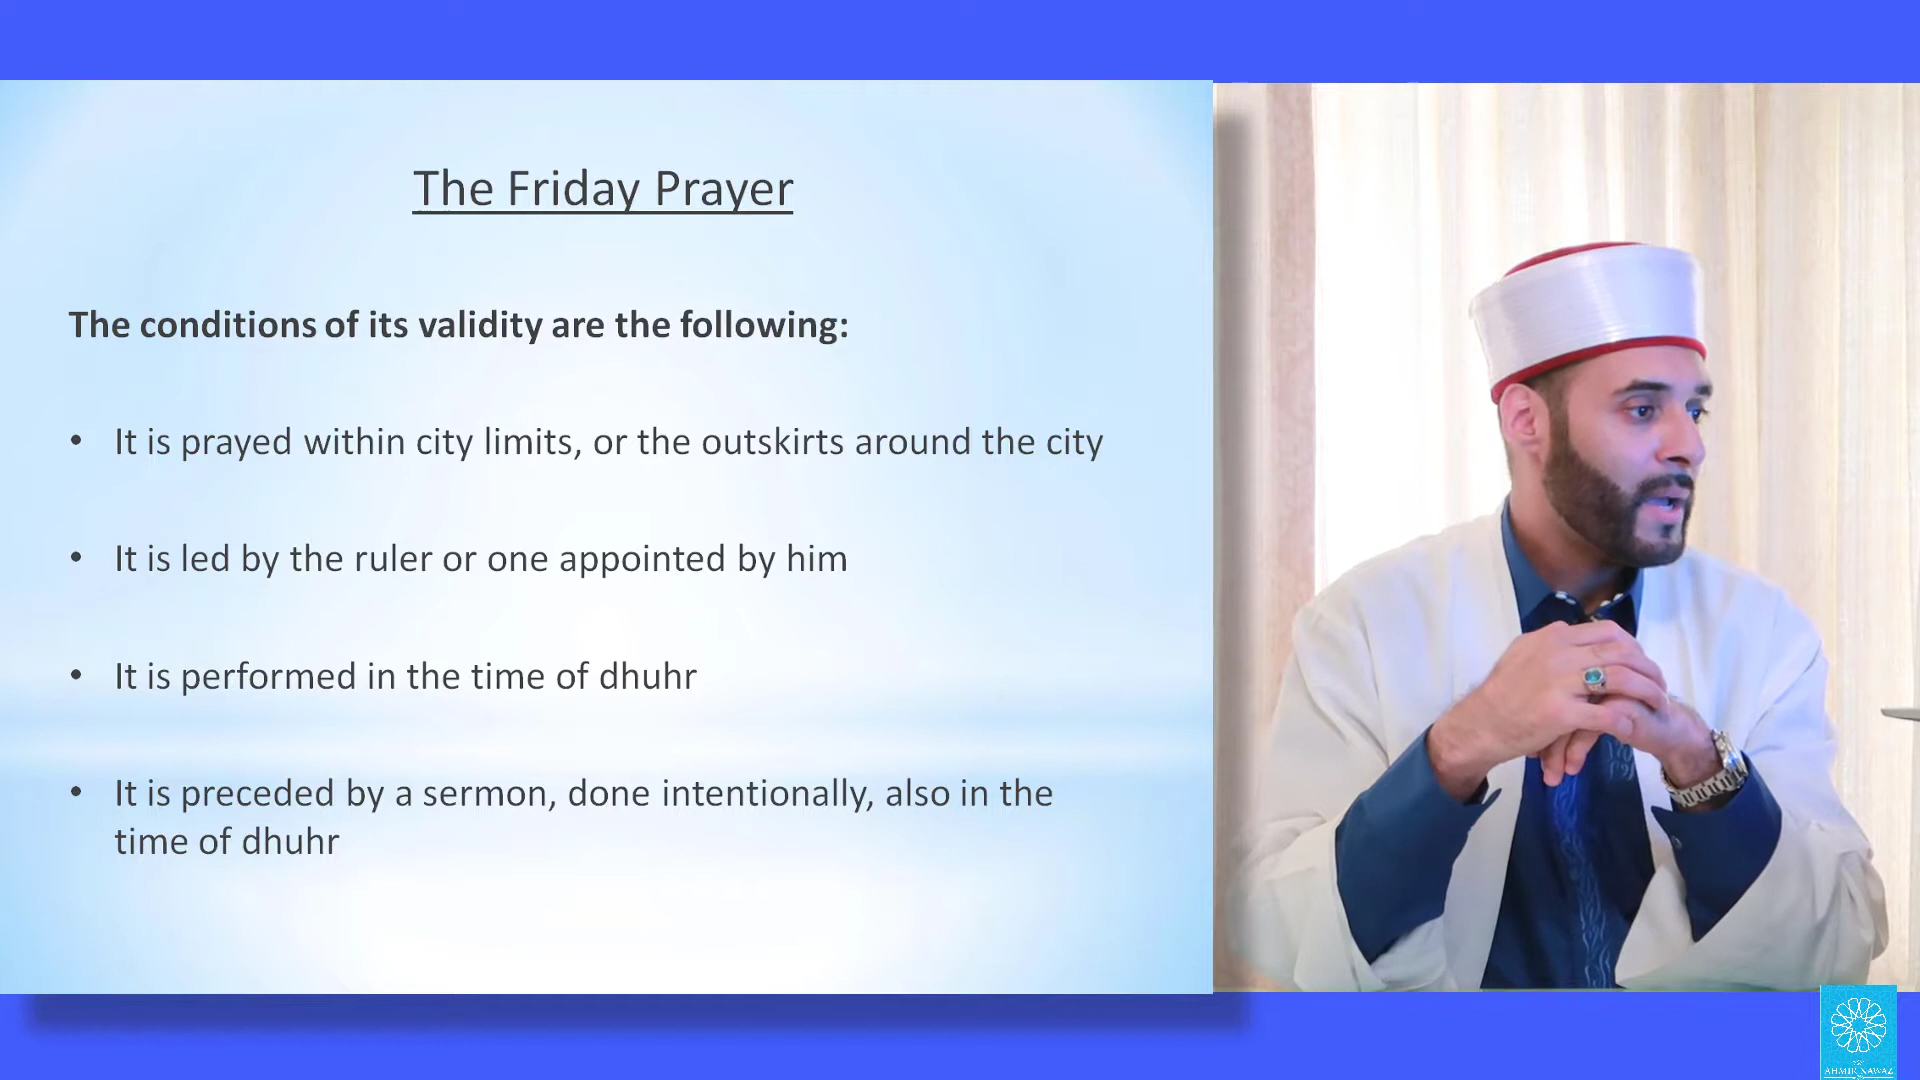 The Friday Prayer
The conditions of its validity are the following:
• It is prayed within city limits, or the outskirts around the city
• It is led by the ruler or one appointed by him
• It is performed in the time of dhuhr
• It is preceded by a sermon, done intentionally, also in the
time of dhuhr
AHMIR NAWAZ